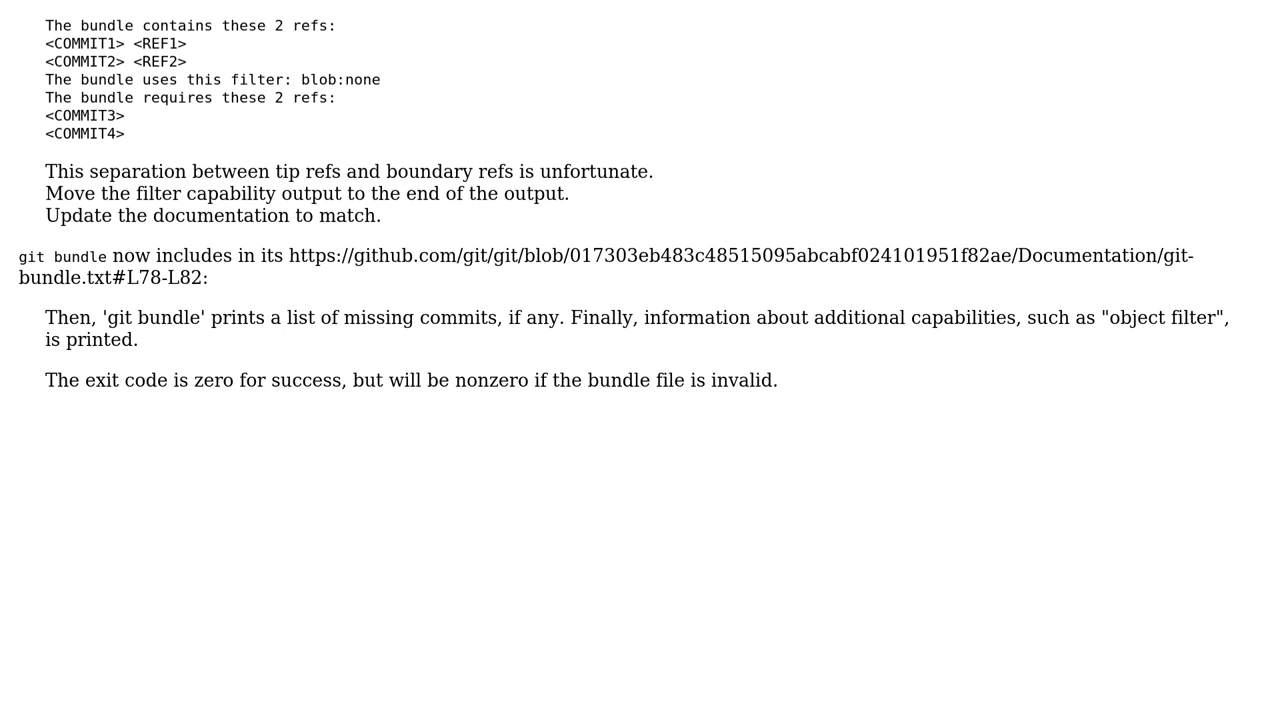 The bundle contains these 2 refs:
<COMMIT1> <REF1>
<COMMIT2> <REF2>
The bundle uses this filter: blob:none
The bundle requires these 2 refs:
<COMMIT3>
<COMMIT4>
This separation between tip refs and boundary refs is unfortunate.
Move the filter capability output to the end of the output.
Update the documentation to match.
git bundle now includes in its https://github.com/git/git/blob/017303eb483c48515095abcabf024101951f82ae/Documentation/git-
bundle.txt#L78-L82:
Then, 'git bundle' prints a list of missing commits, if any. Finally, information about additional capabilities, such as "object filter",
is printed.
The exit code is zero for success, but will be nonzero if the bundle file is invalid.